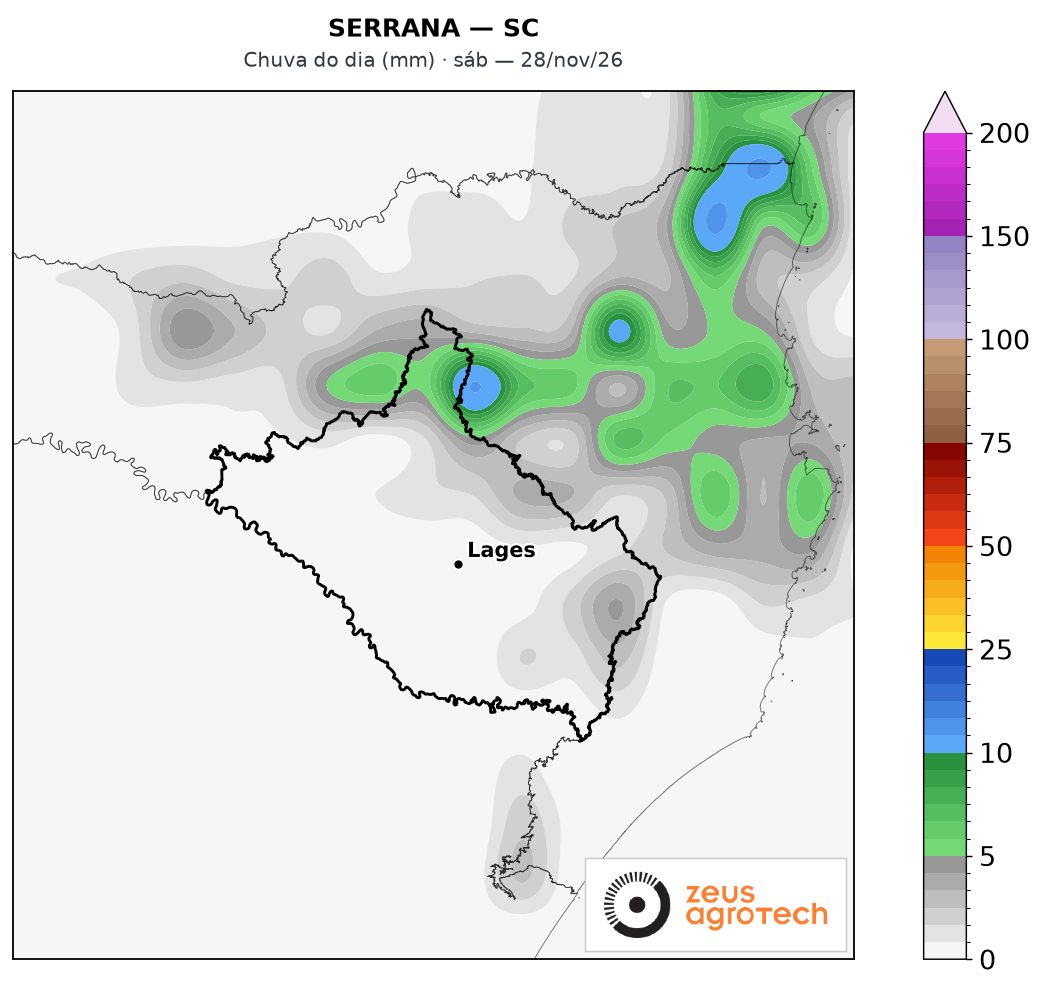 SERRANA — SC
Chuva do dia (mm) · sáb — 28/nov/26
200
150
100
75
50
25
10
5
0
Lages
zeus
agrotech